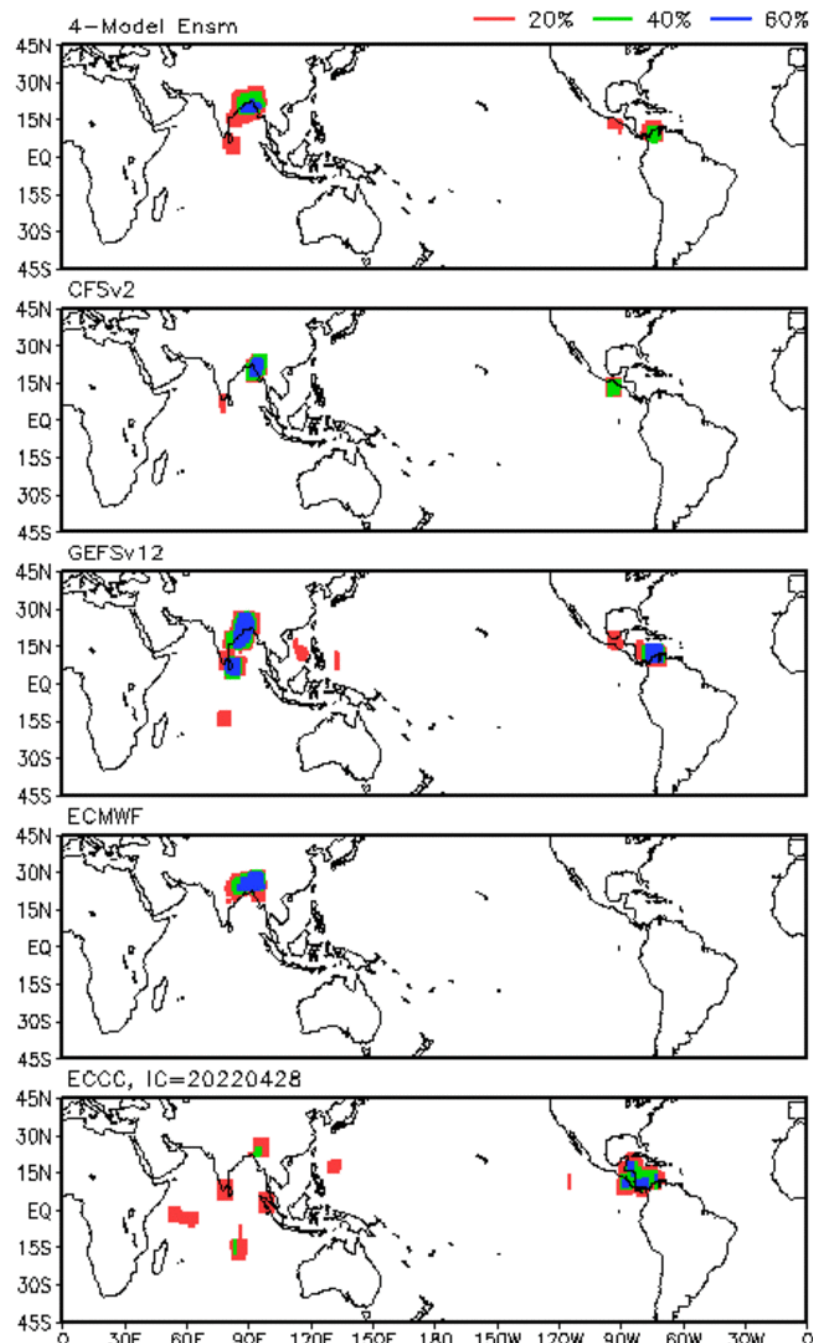 20% 40% 60%
4-Model Ensm
45N
30N
15N
EQ
15S
30S
45S
CFSv2
45N
30N
15N
EQ
15S
30S
45S
GEFSv12
45N
30N
15N
EQ
15S
30S
45S
ECMWF
45N
30N
15N
EQ
15S
30S
45S
ECCC, IC=20220428
45N
30N
15N
EQ
15S
30S
45S
0 30E 60E 90E 120E 150E 180 150W 120W 90W 60W 30W 0